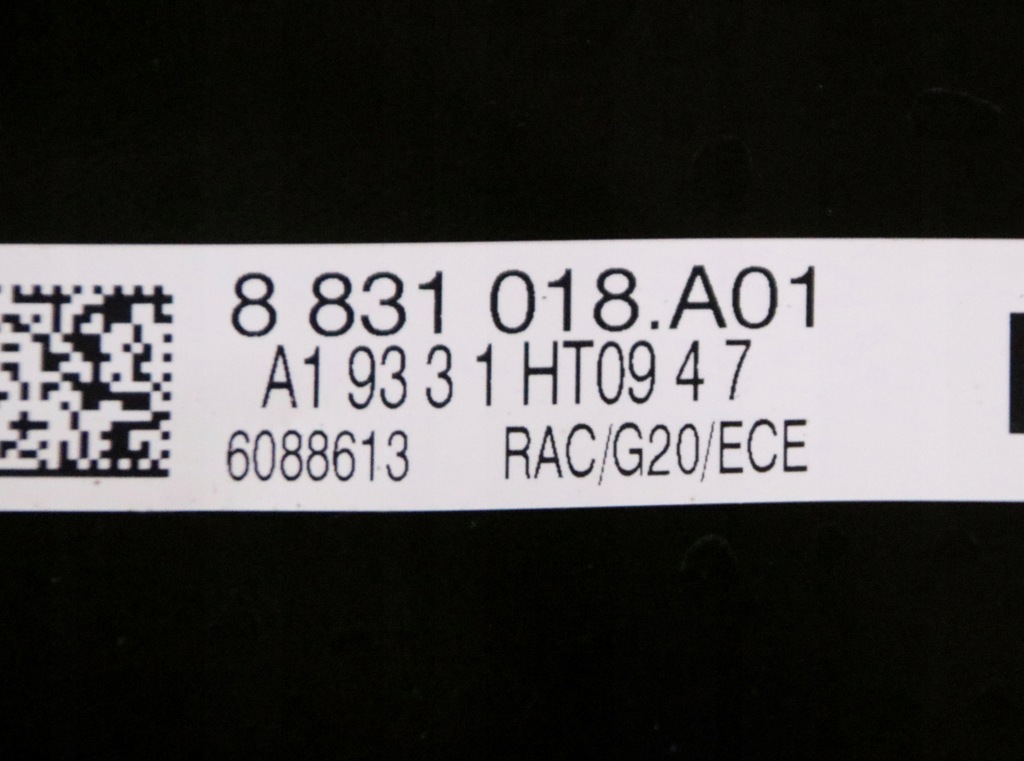 8 831 018.A01
A1 93 3 1 HT09 4 7
6088613 RAC/G20/ECE